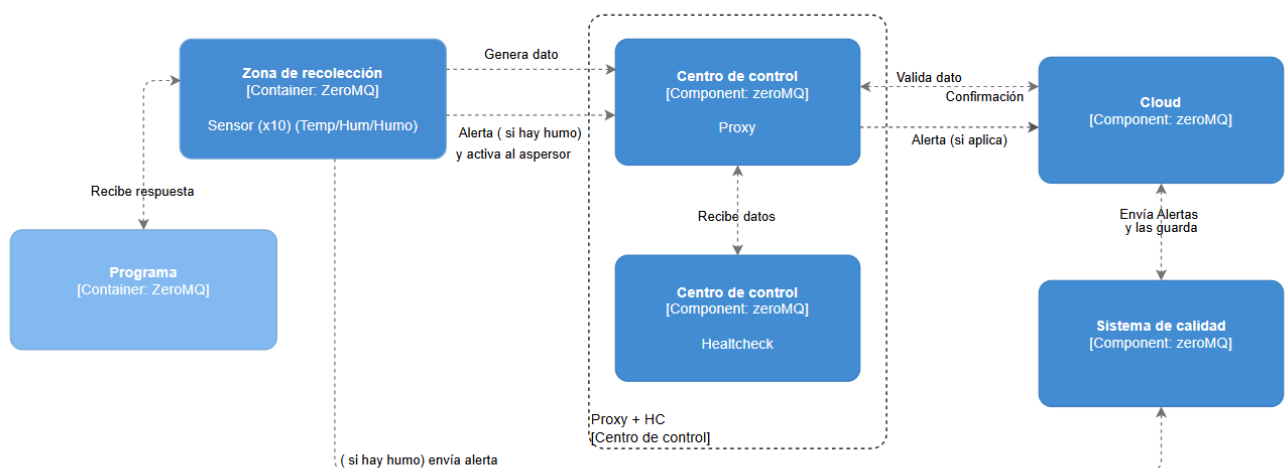 Zona de recolección
[Container: ZeroMQ]
Sensor (x10) (Temp/Hum/Humo)
Genera dato
Alerta ( si hay humo)
y activa al aspersor
Centro de control
[Component: zeroMQ]
Proxy
Valida dato
Confirmación
Alerta (si aplica)
Cloud
[Component: zeroMQ]
Recibe respuesta
Recibe datos
Envía Alertas
y las guarda
Programa
[Container: ZeroMQ]
Centro de control
[Component: zeroMQ]
Healtcheck
Sistema de calidad
[Component: zeroMQ]
Proxy + HC
[Centro de control]
( si hay humo) envía alerta